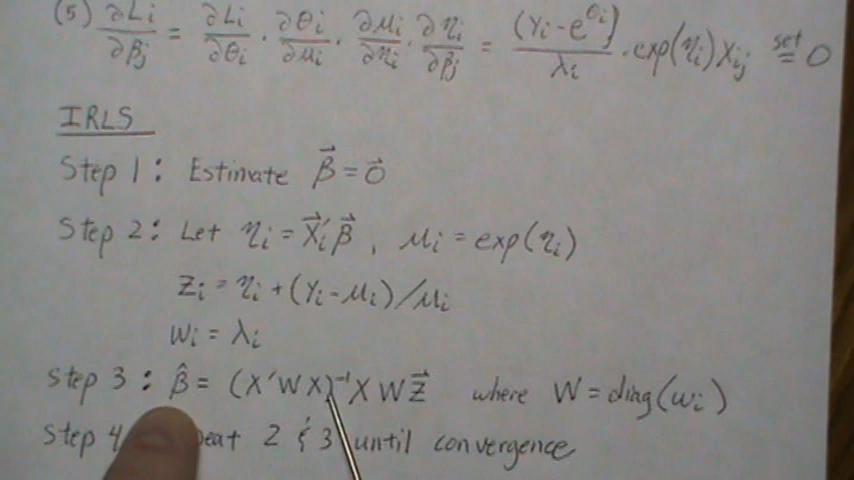 (5) ∂Li/∂βj = ∂Li/∂θi · ∂θi/∂μi · ∂μi/∂ηi · ∂ηi/∂βj = (Yi - e^θi)/λi · exp(ηi) Xij set = 0
IRLS
Step 1: Estimate β⃗ = 0⃗
Step 2: Let ηi = X⃗i'β⃗, μi = exp(ηi)
zi = ηi + (Yi - μi)/μi
wi = λi
Step 3: β̂ = (X'WX)⁻¹XWz⃗ where W = diag(wi)
Step 4 peat 2 & 3 until convergence